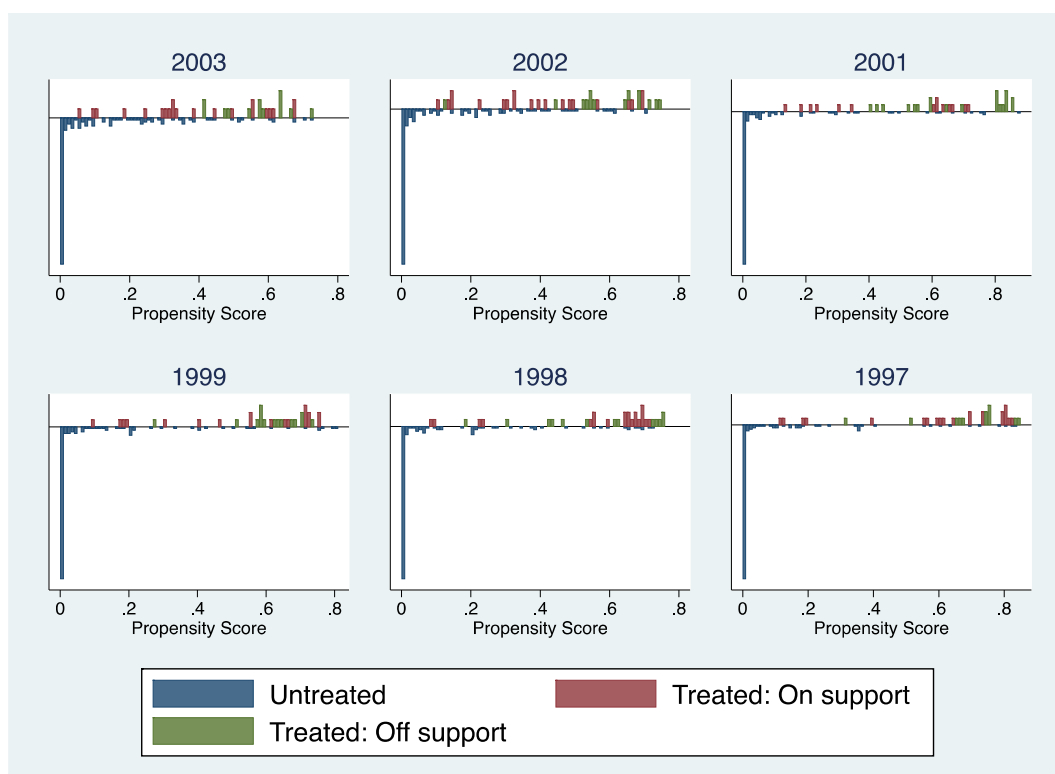 2003 2002 2001
0 .2 .4 .6 .8 0 .2 .4 .6 .8 0 .2 .4 .6 .8
Propensity Score Propensity Score Propensity Score
1999 1998 1997
0 .2 .4 .6 .8 0 .2 .4 .6 .8 0 .2 .4 .6 .8
Propensity Score Propensity Score Propensity Score
Untreated Treated: On support
Treated: Off support